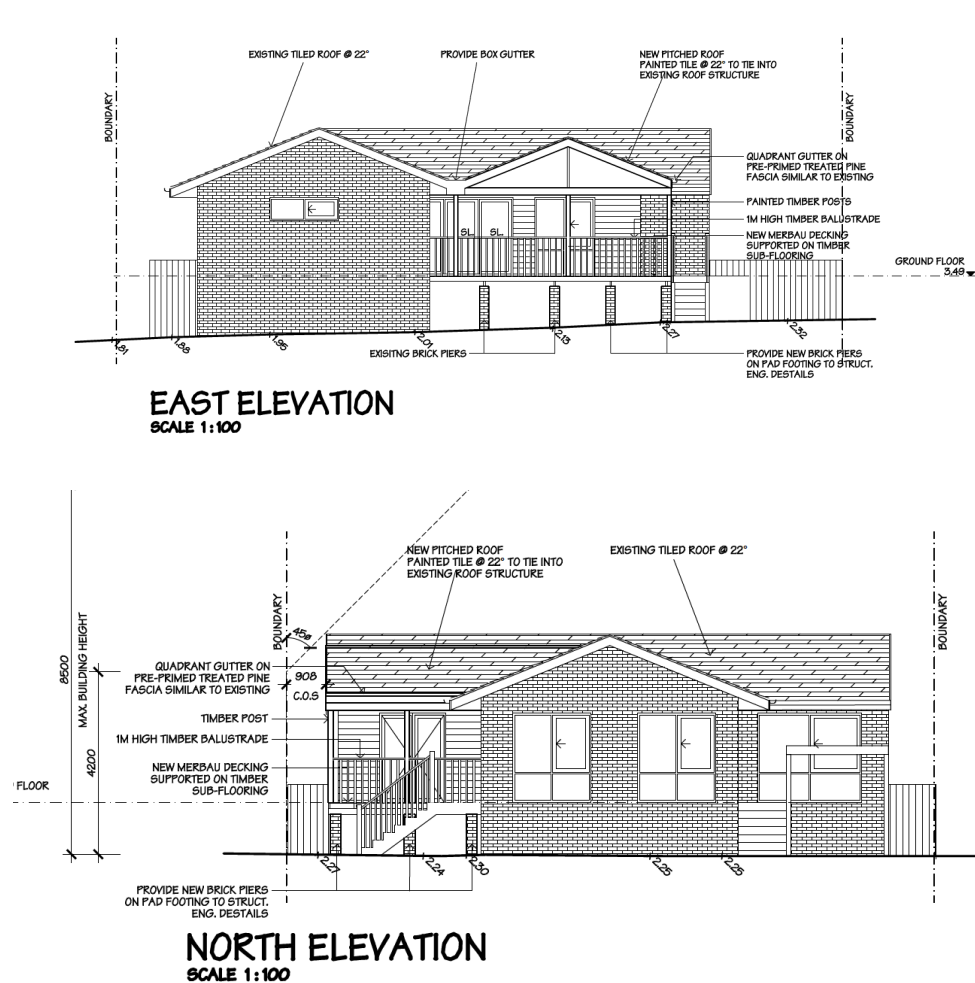 EXISTING TILED ROOF @ 22°
PROVIDE BOX GUTTER
NEW PITCHED ROOF
PAINTED TILE @ 22° TO TIE INTO
EXISTING ROOF STRUCTURE
BOUNDARY
BOUNDARY
QUADRANT GUTTER ON
PRE-PRIMED TREATED PINE
FASCIA SIMILAR TO EXISTING
PAINTED TIMBER POSTS
1M HIGH TIMBER BALUSTRADE
NEW MERBAU DECKING
SUPPORTED ON TIMBER
SUB-FLOORING
SL. SL.
GROUND FLOOR
3.49
1.81
1.88
1.95
2.01
2.13
2.27
2.32
EXISITNG BRICK PIERS
PROVIDE NEW BRICK PIERS
ON PAD FOOTING TO STRUCT.
ENG. DESTAILS
EAST ELEVATION
SCALE 1:100
NEW PITCHED ROOF
PAINTED TILE @ 22° TO TIE INTO
EXISTING ROOF STRUCTURE
EXISTING TILED ROOF @ 22°
BOUNDARY
BOUNDARY
45ø
8500
MAX. BUILDING HEIGHT
4200
QUADRANT GUTTER ON
PRE-PRIMED TREATED PINE
FASCIA SIMILAR TO EXISTING
908
C.O.S
TIMBER POST
1M HIGH TIMBER BALUSTRADE
NEW MERBAU DECKING
SUPPORTED ON TIMBER
SUB-FLOORING
FLOOR
2.27
2.24
2.30
2.25
2.25
PROVIDE NEW BRICK PIERS
ON PAD FOOTING TO STRUCT.
ENG. DESTAILS
NORTH ELEVATION
SCALE 1:100